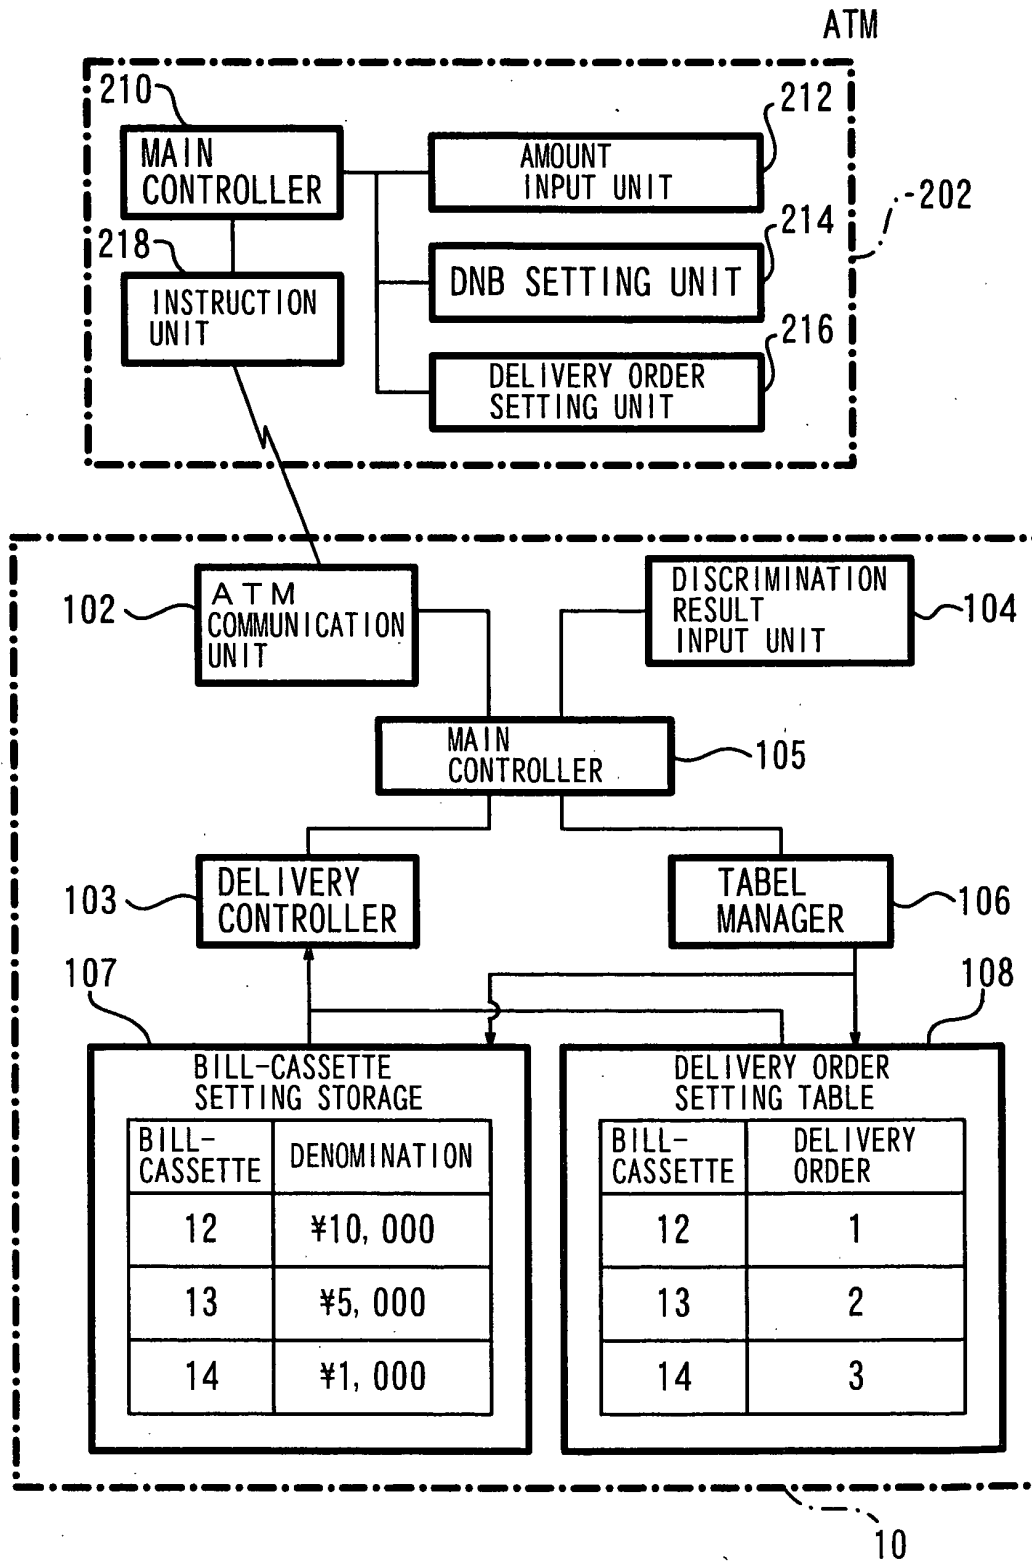 ATM
210
MAIN
CONTROLLER
212
AMOUNT
INPUT UNIT
202
218
INSTRUCTION
UNIT
214
DNB SETTING UNIT
216
DELIVERY ORDER
SETTING UNIT
102
ATM
COMMUNICATION
UNIT
DISCRIMINATION
RESULT
INPUT UNIT
104
MAIN
CONTROLLER
105
103
DELIVERY
CONTROLLER
TABEL
MANAGER
106
107
108
BILL-CASSETTE
SETTING STORAGE
BILL-
CASSETTE
DENOMINATION
12
¥10,000
13
¥5,000
14
¥1,000
DELIVERY ORDER
SETTING TABLE
BILL-
CASSETTE
DELIVERY
ORDER
12
1
13
2
14
3
10